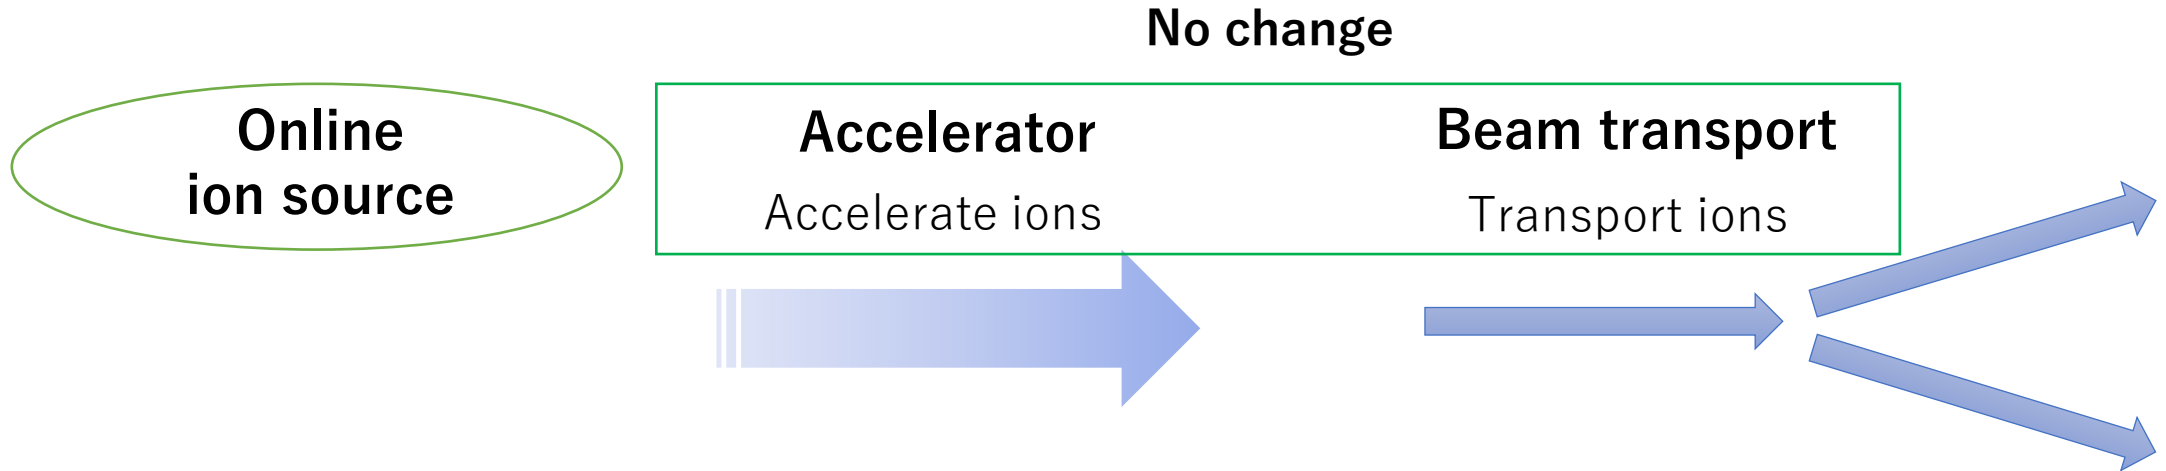 No change
Online
ion source
Accelerator
Accelerate ions
Beam transport
Transport ions